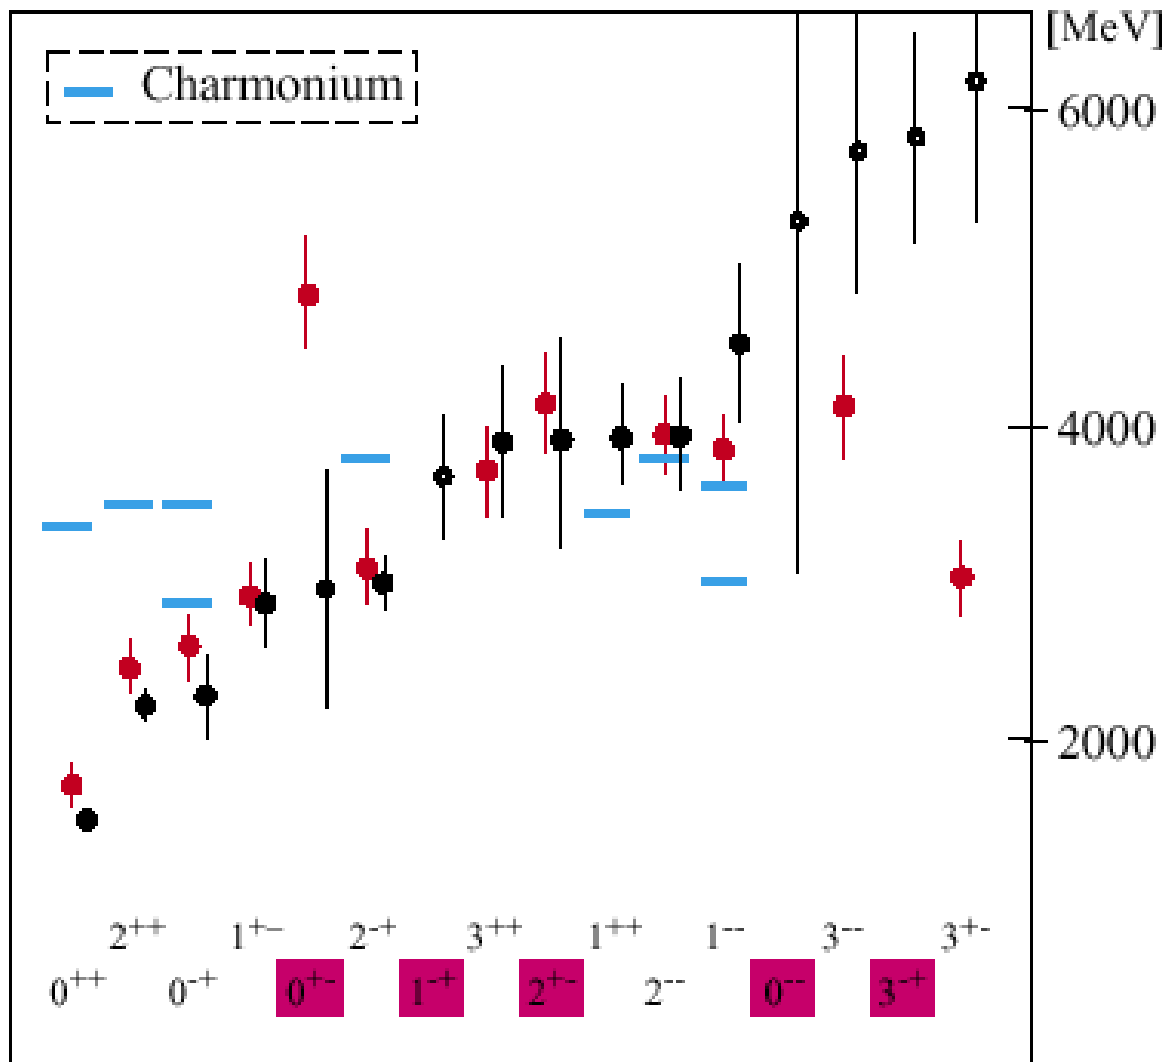 [MeV]
Charmonium
6000
4000
2000
2⁺⁺ 1⁺⁻ 2⁻⁺ 3⁺⁺ 1⁺⁺ 1⁻⁻ 3⁻⁻ 3⁺⁻
0⁺⁺ 0⁻⁺ 0⁺⁻ 1⁻⁺ 2⁺⁻ 2⁻⁻ 0⁻⁻ 3⁻⁺